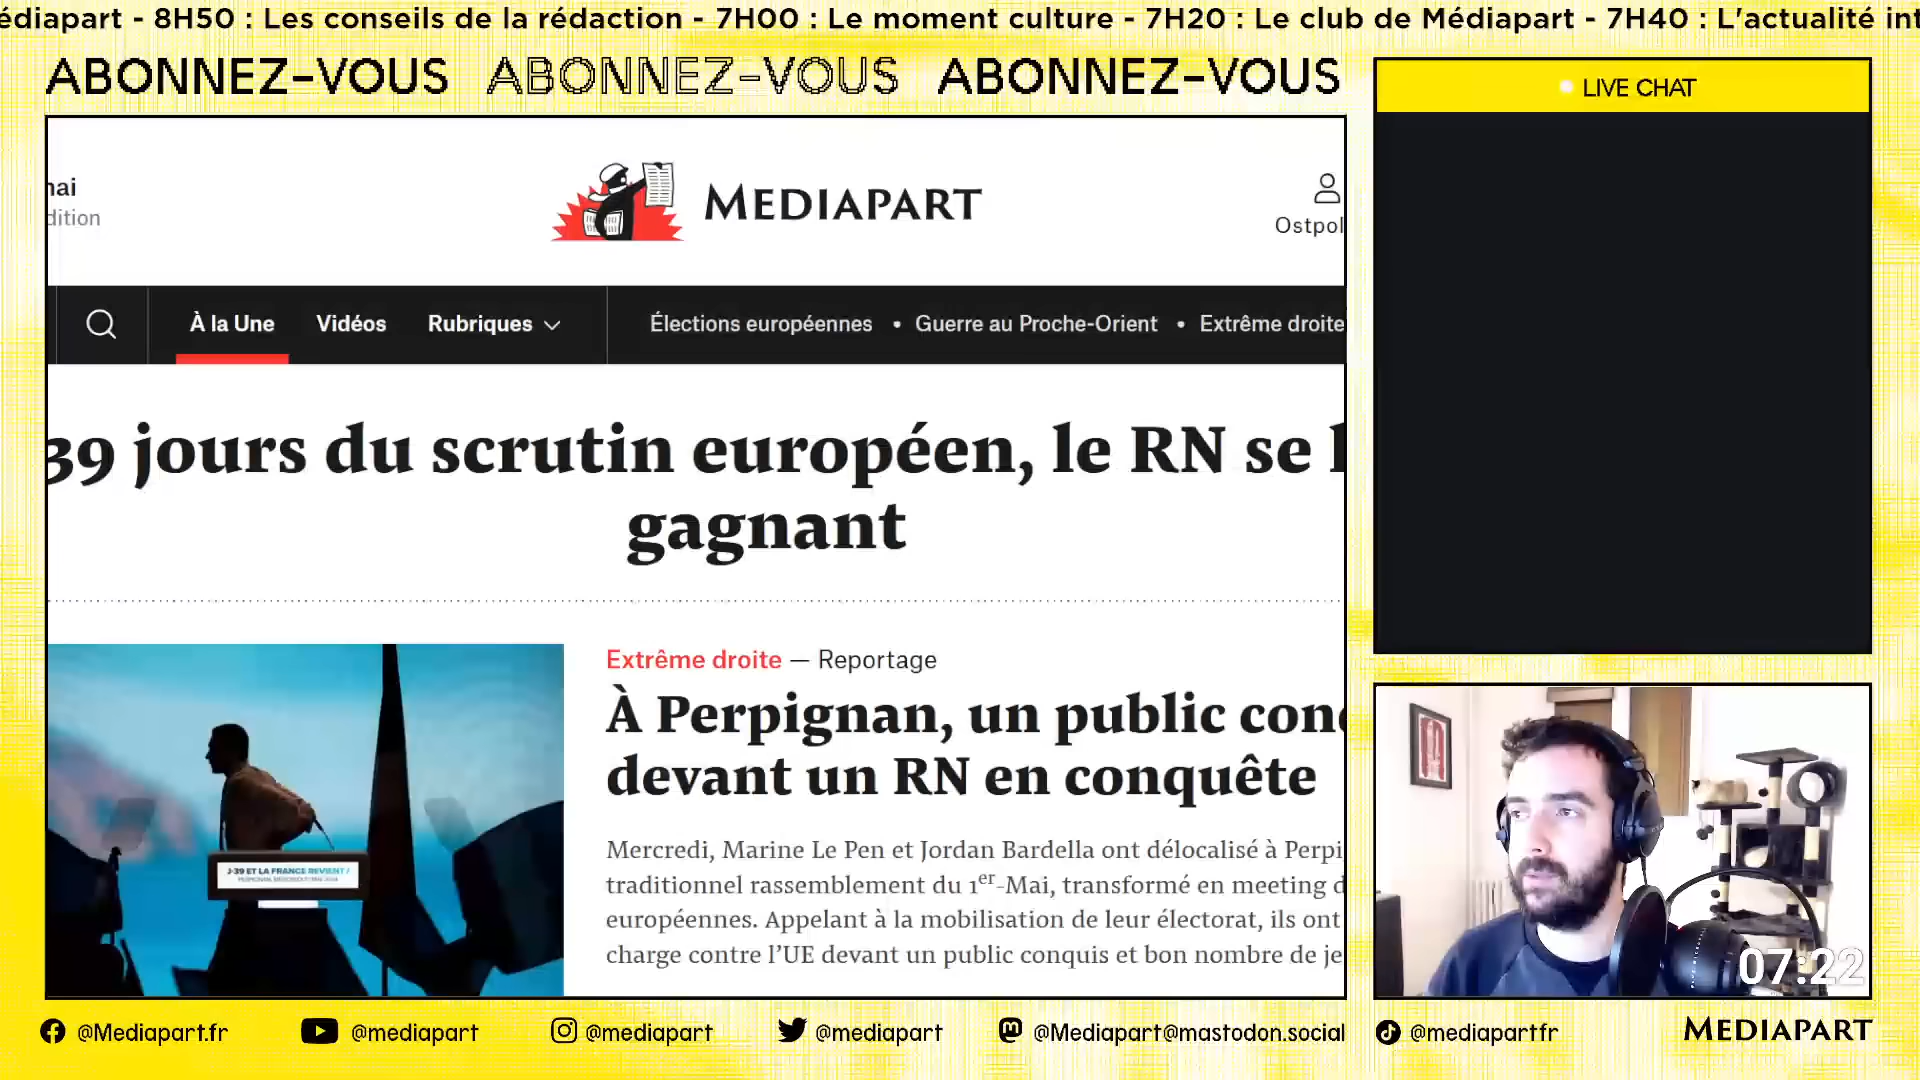 édiapart - 8H50 : Les conseils de la rédaction - 7H00 : Le moment culture - 7H20 : Le club de Médiapart - 7H40 : L'actualité int
ABONNEZ-VOUS ABONNEZ-VOUS ABONNEZ-VOUS
LIVE CHAT
nai
dition
MEDIAPART
Ostpol
À la Une Vidéos Rubriques Élections européennes • Guerre au Proche-Orient • Extrême droite
39 jours du scrutin européen, le RN se
gagnant
Extrême droite — Reportage
À Perpignan, un public con
devant un RN en conquête
Mercredi, Marine Le Pen et Jordan Bardella ont délocalisé à Perpi
traditionnel rassemblement du 1er-Mai, transformé en meeting d
européennes. Appelant à la mobilisation de leur électorat, ils ont
charge contre l'UE devant un public conquis et bon nombre de je
J-39 ET LA FRANCE REVIENT !
07:22
@Mediapart.fr @mediapart @mediapart @mediapart @Mediapart@mastodon.social @mediapartfr MEDIAPART